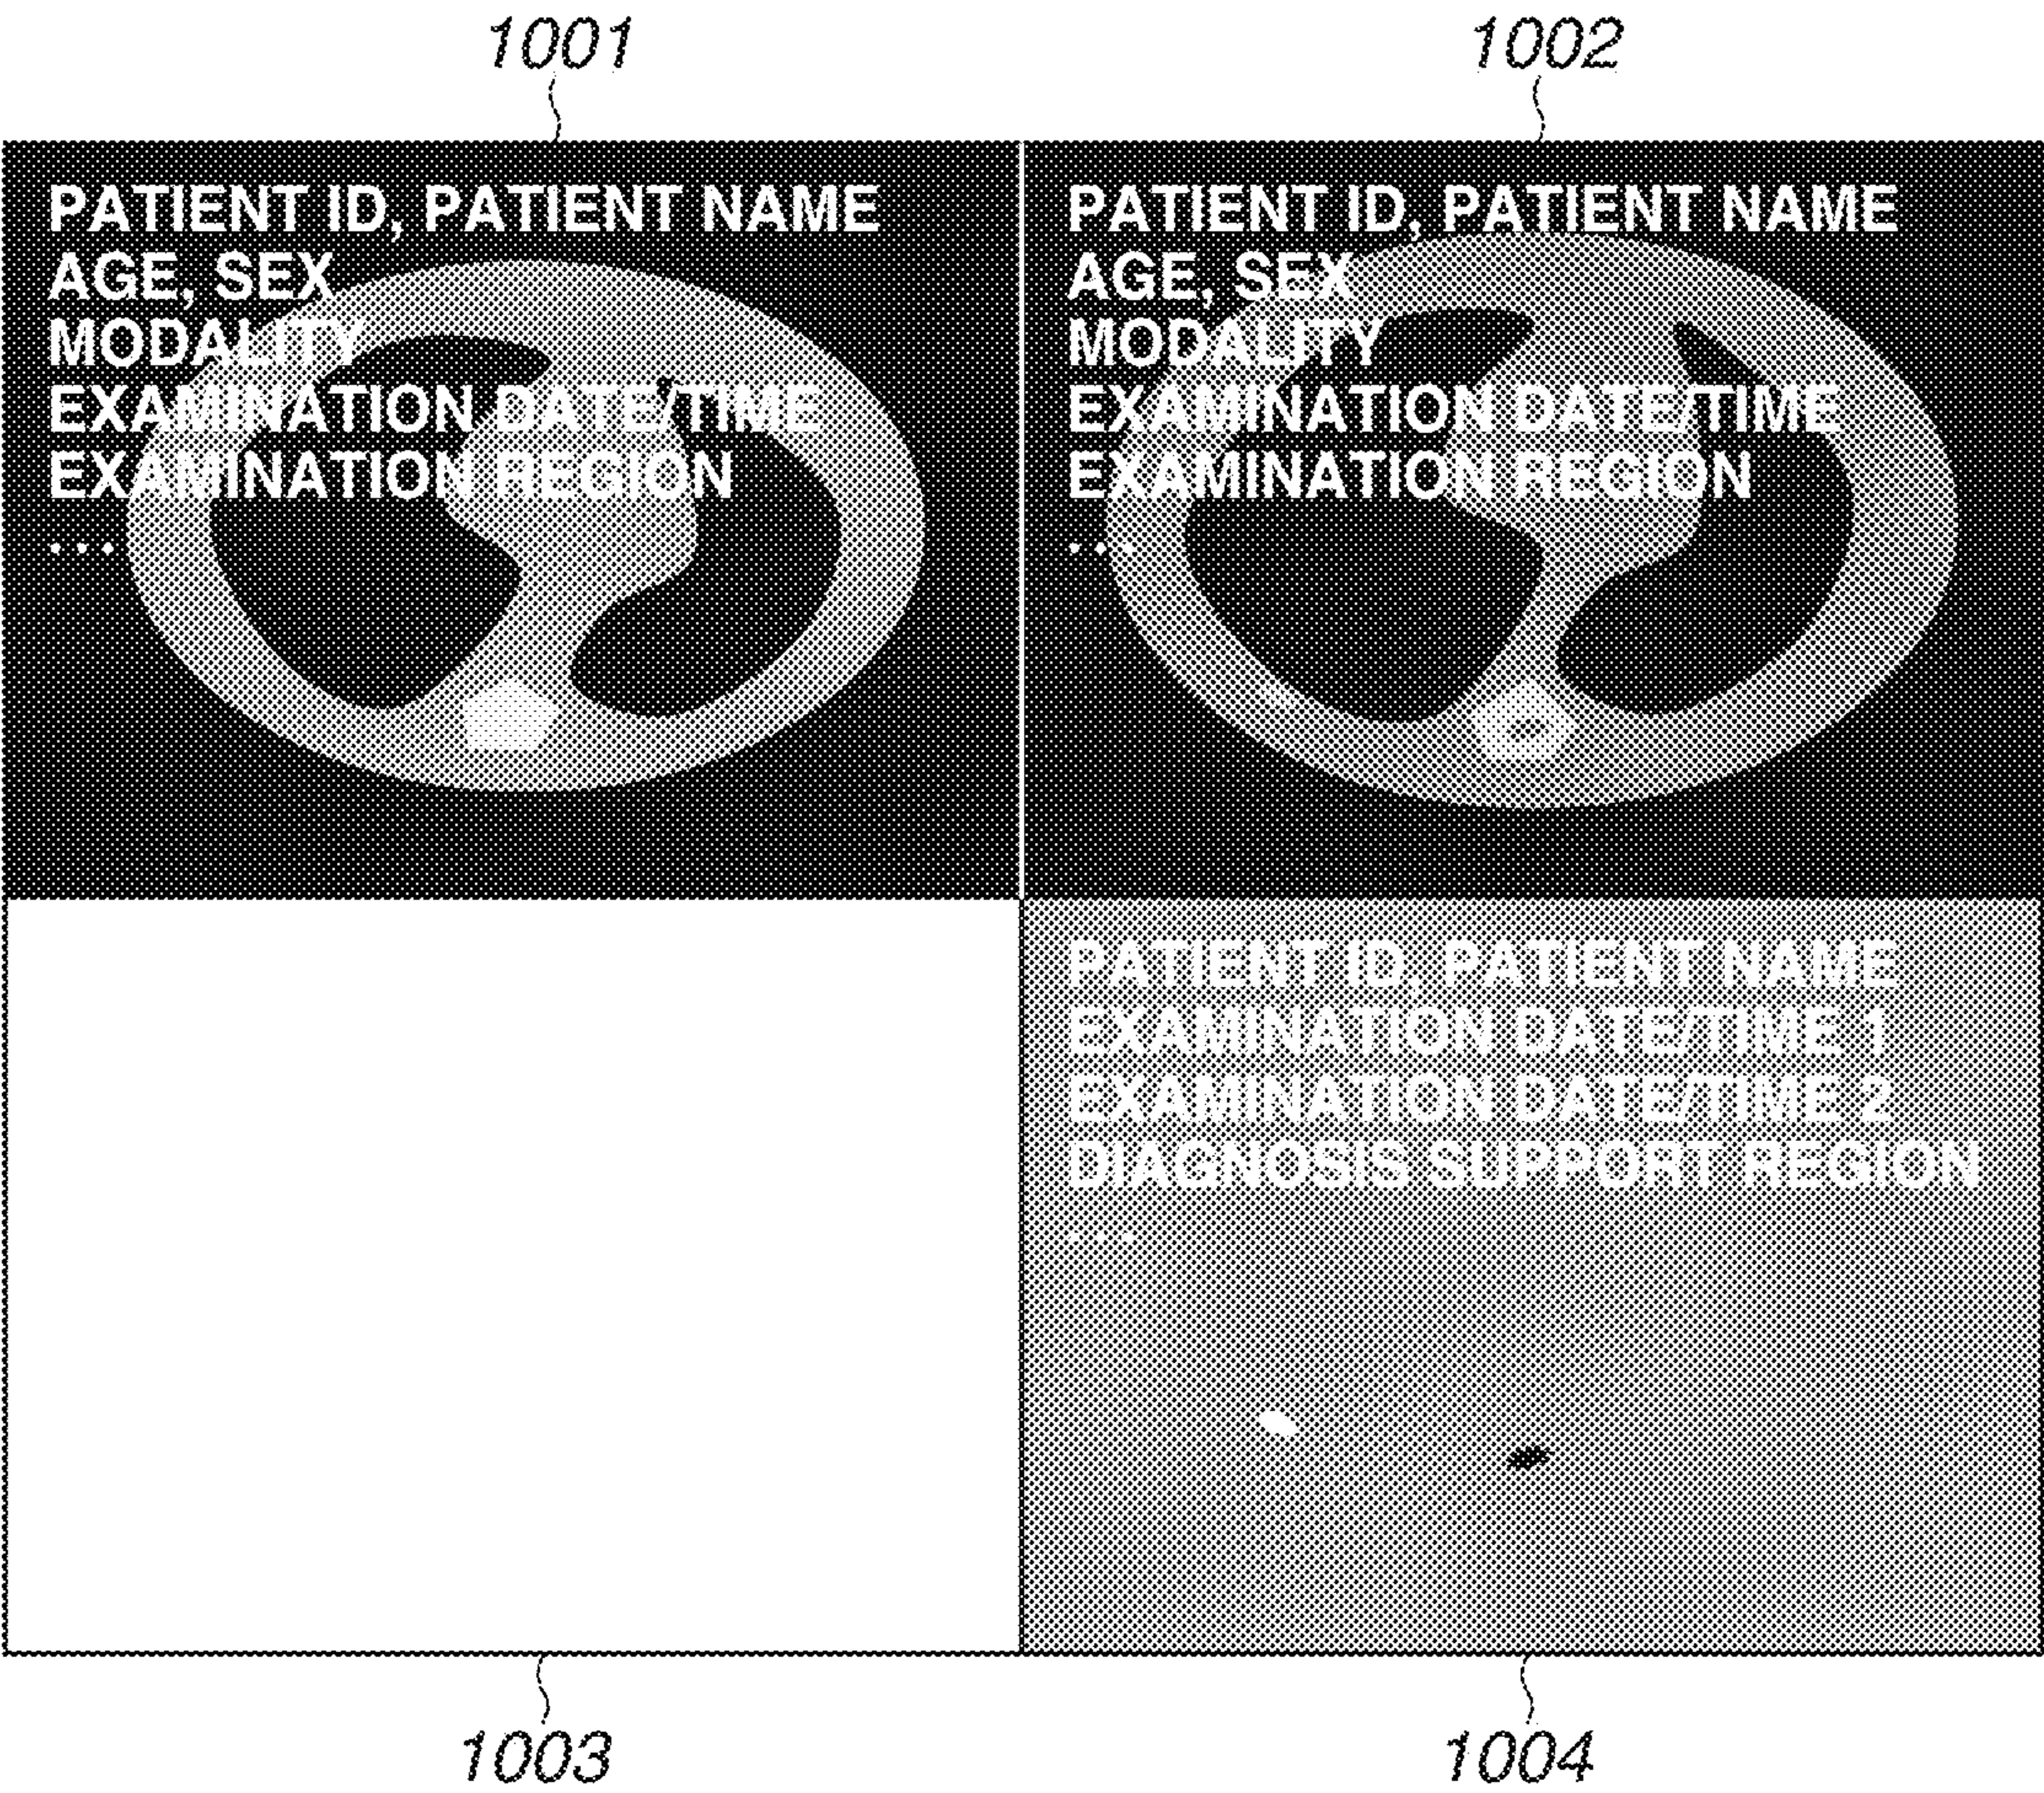 1001
1002
PATIENT ID, PATIENT NAME
AGE, SEX
MODALITY
EXAMINATION DATE/TIME
EXAMINATION REGION
...
PATIENT ID, PATIENT NAME
AGE, SEX
MODALITY
EXAMINATION DATE/TIME
EXAMINATION REGION
...
PATIENT ID, PATIENT NAME
EXAMINATION DATE/TIME 1
EXAMINATION DATE/TIME 2
DIAGNOSIS SUPPORT REGION
...
1003
1004